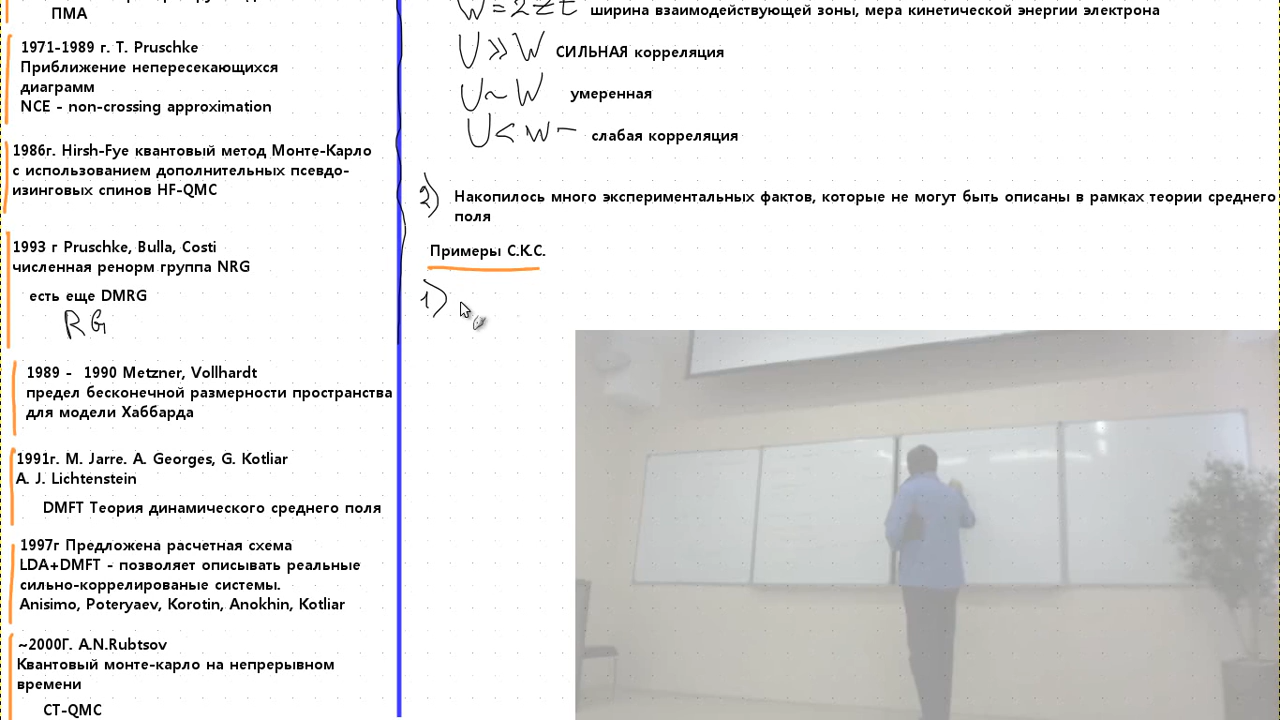 ПМА
1971-1989 г. T. Pruschke
Приближение непересекающихся
диаграмм
NCE - non-crossing approximation
1986г. Hirsh-Fye квантовый метод Монте-Карло
с использованием дополнительных псевдо-
изинговых спинов HF-QMC
1993 г Pruschke, Bulla, Costi
численная ренорм группа NRG
есть еще DMRG
RG
1989 - 1990 Metzner, Vollhardt
предел бесконечной размерности пространства
для модели Хаббарда
1991г. M. Jarre. A. Georges, G. Kotliar
A. J. Lichtenstein
DMFT Теория динамического среднего поля
1997г Предложена расчетная схема
LDA+DMFT - позволяет описывать реальные
сильно-коррелированые системы.
Anisimo, Poteryaev, Korotin, Anokhin, Kotliar
~2000Г. A.N.Rubtsov
Квантовый монте-карло на непрерывном
времени
CT-QMC
W = 2zt ширина взаимодействующей зоны, мера кинетической энергии электрона
U >> W СИЛЬНАЯ корреляция
U ~ W умеренная
U < W - слабая корреляция
2) Накопилось много экспериментальных фактов, которые не могут быть описаны в рамках теории среднего
поля
Примеры С.К.С.
1)